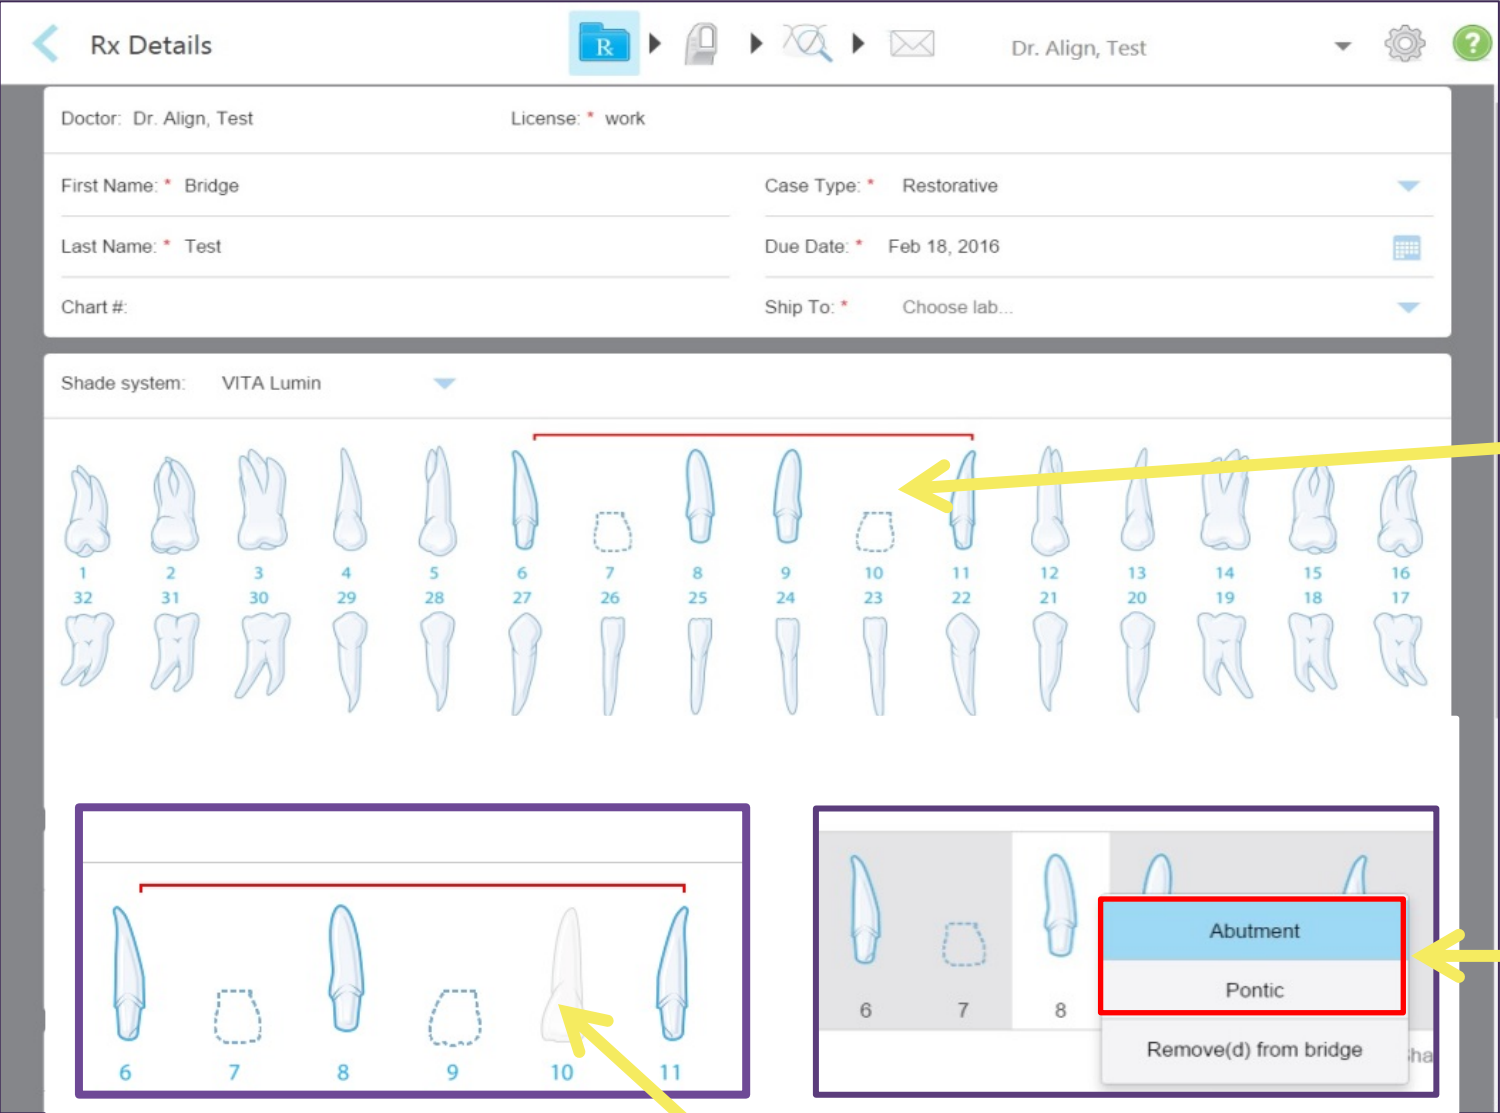 Rx Details
R
Dr. Align, Test
?
Doctor: Dr. Align, Test
License: * work
First Name: * Bridge
Case Type: * Restorative
Last Name: * Test
Due Date: * Feb 18, 2016
Chart #:
Ship To: * Choose lab...
Shade system: VITA Lumin
1 2 3 4 5 6 7 8 9 10 11 12 13 14 15 16
32 31 30 29 28 27 26 25 24 23 22 21 20 19 18 17
6 7 8 9 10 11
Abutment
Pontic
6 7 8
Remove(d) from bridge